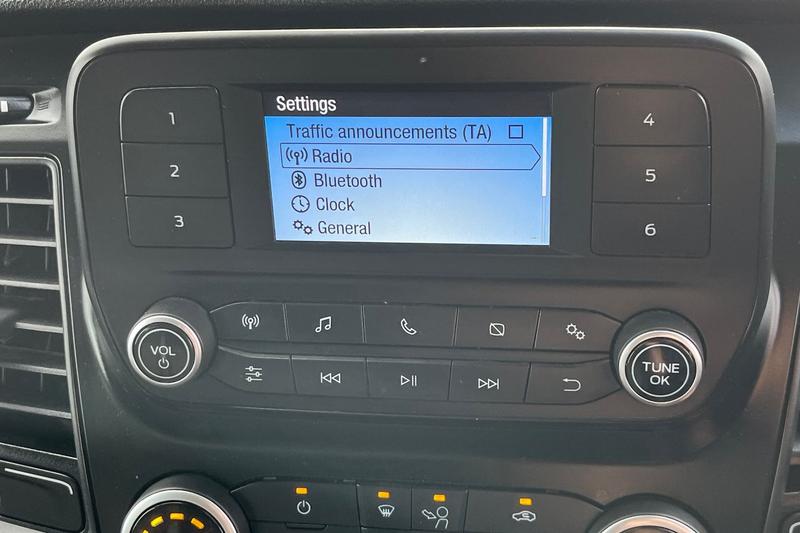 Settings
Traffic announcements (TA)
Radio
Bluetooth
Clock
General
1
2
3
4
5
6
VOL
TUNE
OK